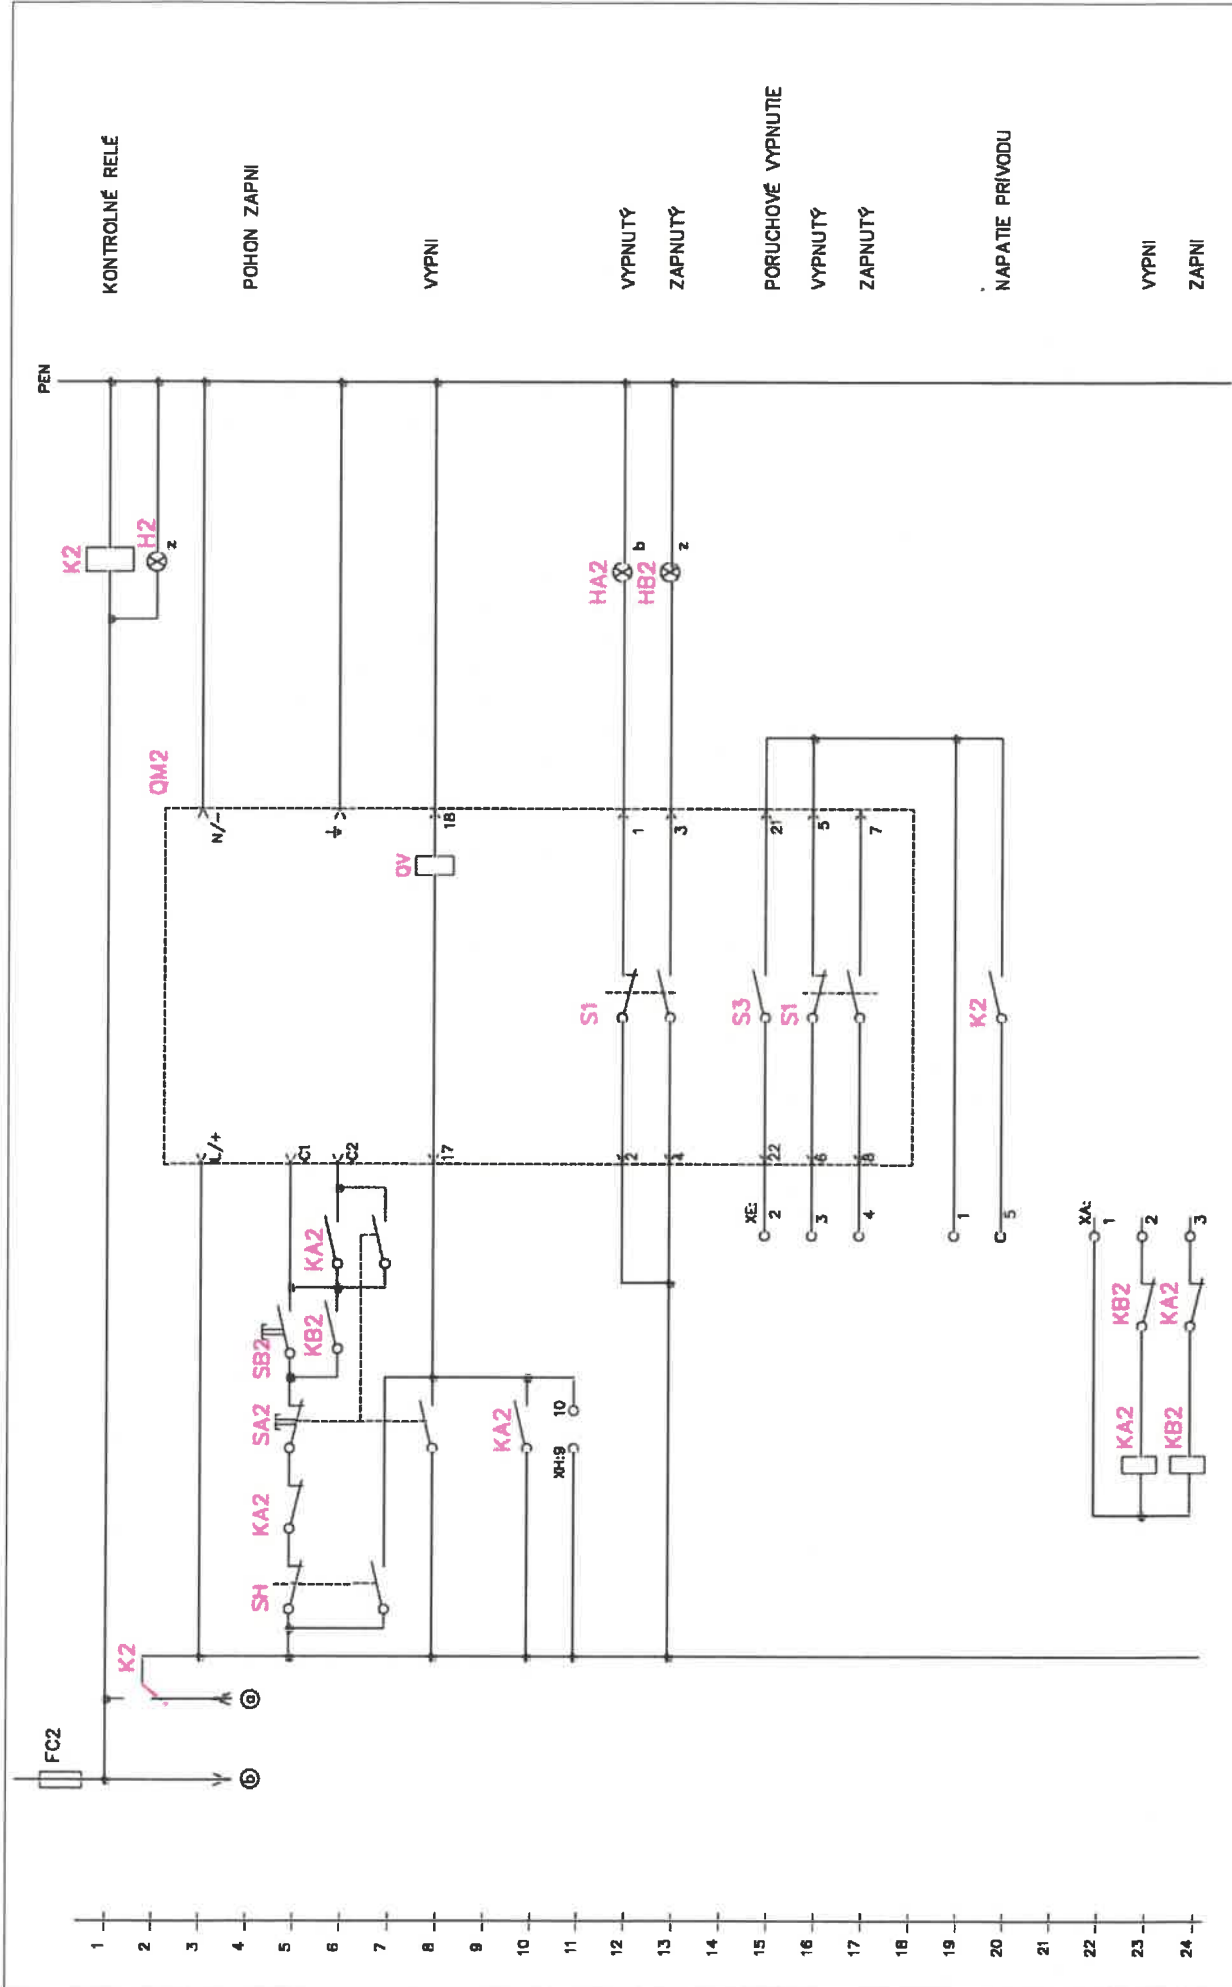 PEN
KONTROLNÉ RELÉ
POHON ZAPNI
VYPNI
VYPNUTÝ
ZAPNUTÝ
PORUCHOVÉ VYPNUTIE
VYPNUTÝ
ZAPNUTÝ
NAPATIE PRÍVODU
VYPNI
ZAPNI
K2
H2
z
HA2
b
HB2
z
QM2
N/-
QV
18
1
3
21
5
7
S1
S3
S1
K2
L/+
C1
C2
17
2
4
22
6
8
XE:
2
3
4
1
5
XA:
1
2
3
KA2
KB2
SB2
SA2
KA2
SH
KA2
10
XH:9
KB2
KA2
KA2
KB2
K2
FC2
a
b
1
2
3
4
5
6
7
8
9
10
11
12
13
14
15
16
17
18
19
20
21
22
23
24